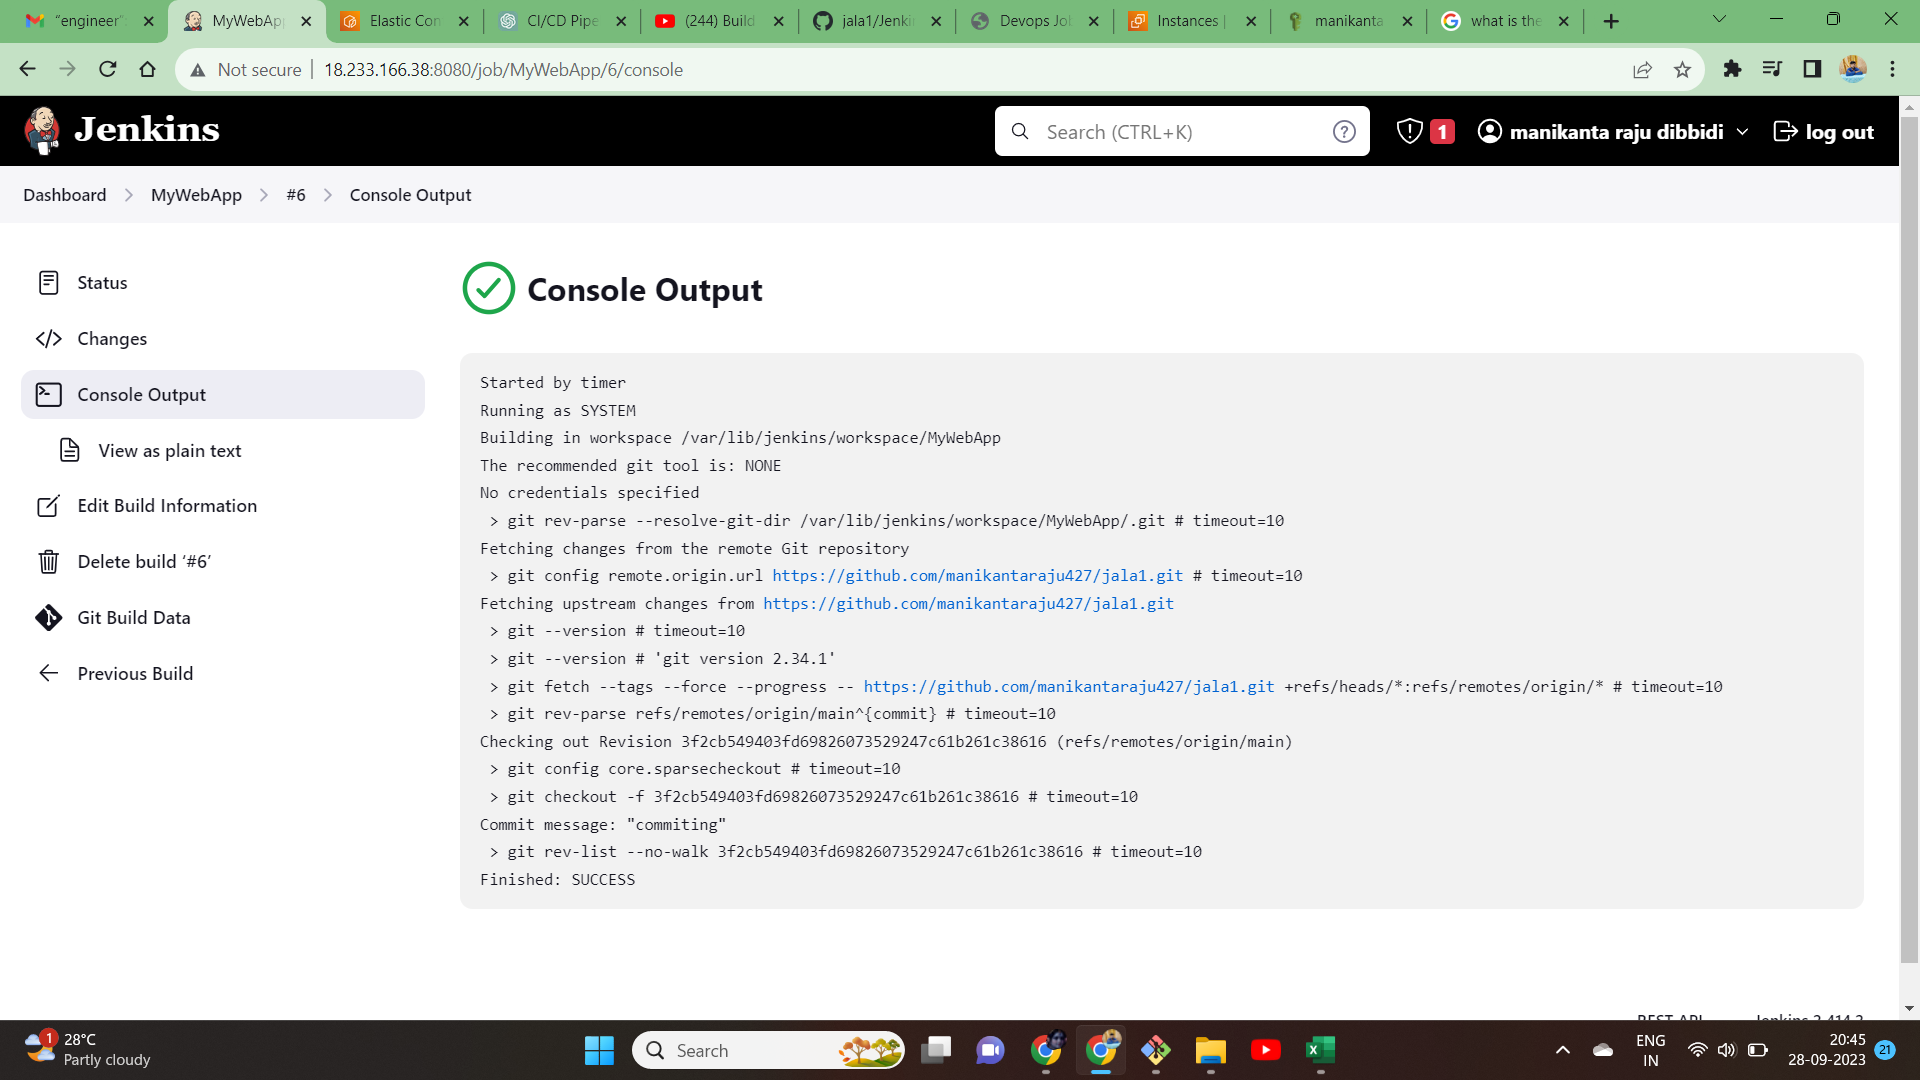 "engineer"
MyWebApp
Elastic Con
CI/CD Pipe
(244) Build
jala1/Jenki
Devops Jo
Instances |
manikanta
what is the
Not secure
18.233.166.38:8080/job/MyWebApp/6/console
Jenkins
Search (CTRL+K)
1
manikanta raju dibbidi
log out
Dashboard
MyWebApp
#6
Console Output
Status
Changes
Console Output
View as plain text
Edit Build Information
Delete build ‘#6’
Git Build Data
Previous Build
Console Output
Started by timer
Running as SYSTEM
Building in workspace /var/lib/jenkins/workspace/MyWebApp
The recommended git tool is: NONE
No credentials specified
> git rev-parse --resolve-git-dir /var/lib/jenkins/workspace/MyWebApp/.git # timeout=10
Fetching changes from the remote Git repository
> git config remote.origin.url https://github.com/manikantaraju427/jala1.git # timeout=10
Fetching upstream changes from https://github.com/manikantaraju427/jala1.git
> git --version # timeout=10
> git --version # 'git version 2.34.1'
> git fetch --tags --force --progress -- https://github.com/manikantaraju427/jala1.git +refs/heads/*:refs/remotes/origin/* # timeout=10
> git rev-parse refs/remotes/origin/main^{commit} # timeout=10
Checking out Revision 3f2cb549403fd69826073529247c61b261c38616 (refs/remotes/origin/main)
> git config core.sparsecheckout # timeout=10
> git checkout -f 3f2cb549403fd69826073529247c61b261c38616 # timeout=10
Commit message: "commiting"
> git rev-list --no-walk 3f2cb549403fd69826073529247c61b261c38616 # timeout=10
Finished: SUCCESS
REST API
Jenkins 2.414.2
1
28°C
Partly cloudy
Search
ENG
IN
20:45
28-09-2023
21